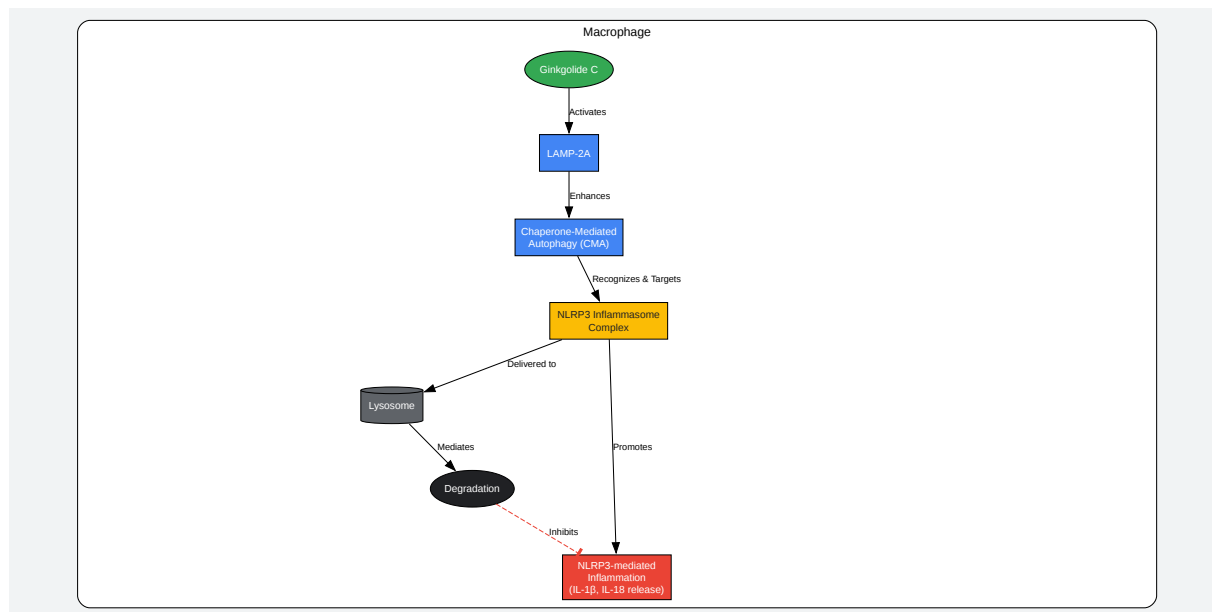 Macrophage
Ginkgolide C
Activates
LAMP-2A
Enhances
Chaperone-Mediated
Autophagy (CMA)
Recognizes & Targets
NLRP3 Inflammasome
Complex
Delivered to
Lysosome
Mediates
Promotes
Degradation
Inhibits
NLRP3-mediated
Inflammation
(IL-1β, IL-18 release)